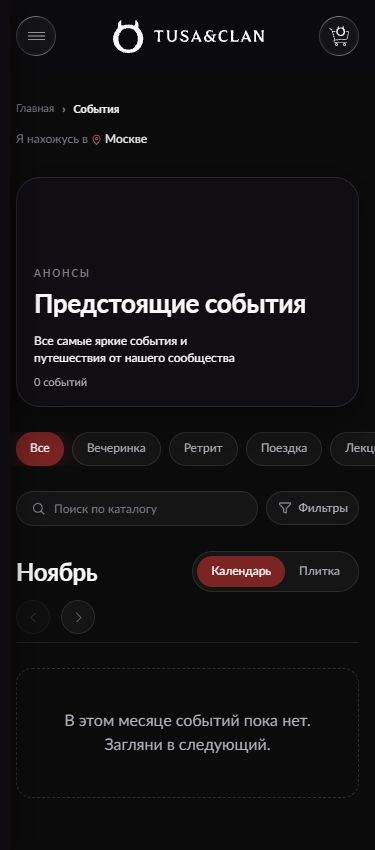 TUSA&CLAN
Главная › События
Я нахожусь в Москве
АНОНСЫ
Предстоящие события
Все самые яркие события и
путешествия от нашего сообщества
0 событий
Все Вечеринка Ретрит Поездка Лекц
Поиск по каталогу Фильтры
Ноябрь Календарь Плитка
В этом месяце событий пока нет.
Загляни в следующий.